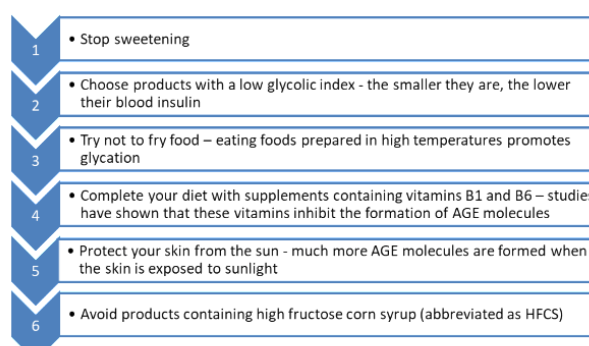 1
• Stop sweetening
2
• Choose products with a low glycolic index - the smaller they are, the lower
their blood insulin
3
• Try not to fry food – eating foods prepared in high temperatures promotes
glycation
4
• Complete your diet with supplements containing vitamins B1 and B6 – studies
have shown that these vitamins inhibit the formation of AGE molecules
5
• Protect your skin from the sun - much more AGE molecules are formed when
the skin is exposed to sunlight
6
• Avoid products containing high fructose corn syrup (abbreviated as HFCS)